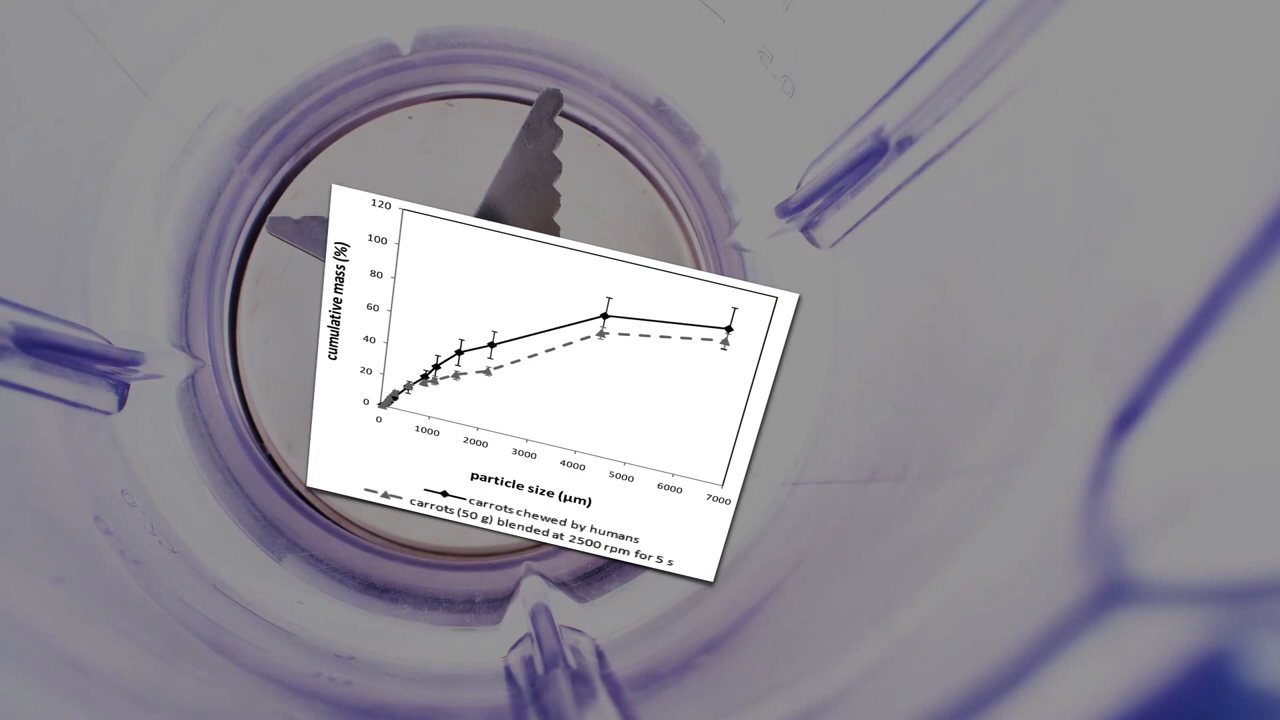 120
100
80
60
40
20
0
cumulative mass (%)
0 1000 2000 3000 4000 5000 6000 7000
particle size (µm)
carrots chewed by humans
carrots (50 g) blended at 2500 rpm for 5 s